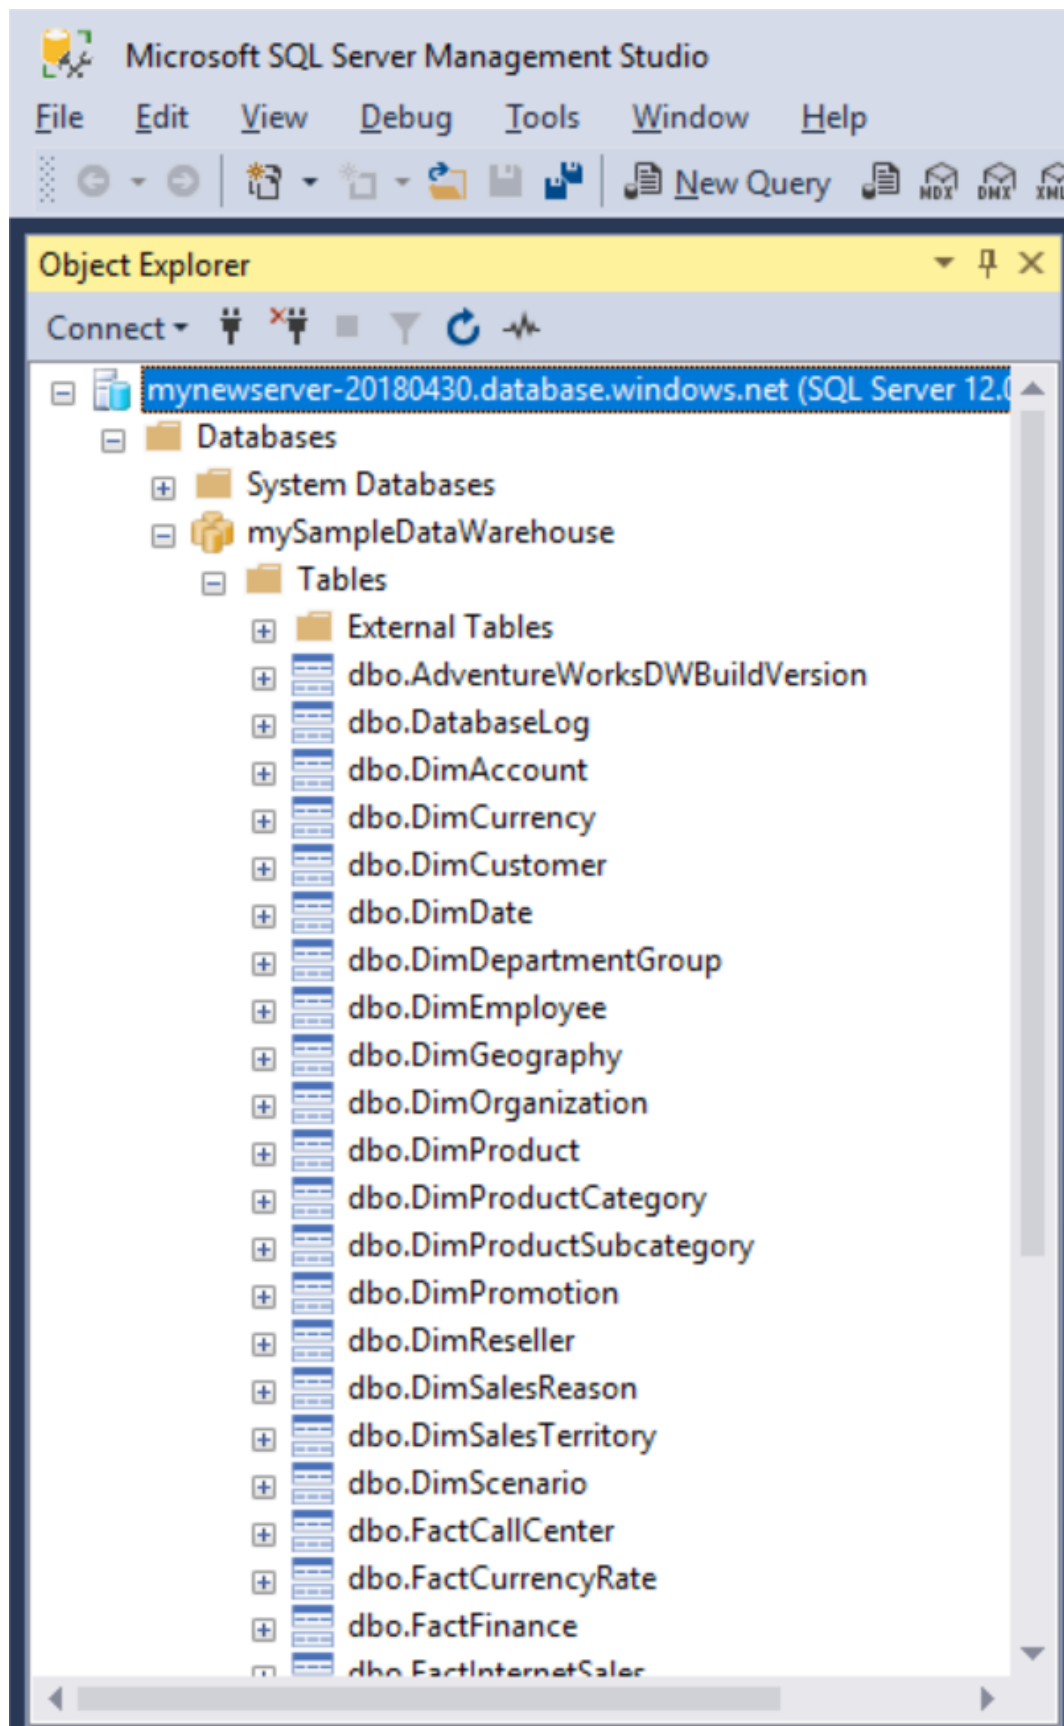 Microsoft SQL Server Management Studio
File Edit View Debug Tools Window Help
New Query MDX DMX
Object Explorer
Connect
mynewserver-20180430.database.windows.net (SQL Server 12.0
Databases
System Databases
mySampleDataWarehouse
Tables
External Tables
dbo.AdventureWorksDWBuildVersion
dbo.DatabaseLog
dbo.DimAccount
dbo.DimCurrency
dbo.DimCustomer
dbo.DimDate
dbo.DimDepartmentGroup
dbo.DimEmployee
dbo.DimGeography
dbo.DimOrganization
dbo.DimProduct
dbo.DimProductCategory
dbo.DimProductSubcategory
dbo.DimPromotion
dbo.DimReseller
dbo.DimSalesReason
dbo.DimSalesTerritory
dbo.DimScenario
dbo.FactCallCenter
dbo.FactCurrencyRate
dbo.FactFinance
dbo.FactInternetSales